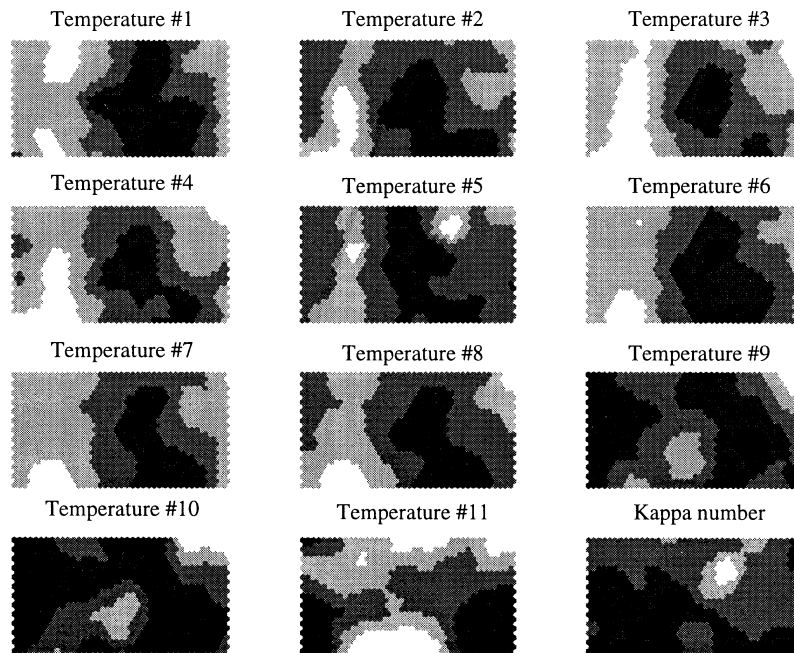 Temperature #1 Temperature #2 Temperature #3
Temperature #4 Temperature #5 Temperature #6
Temperature #7 Temperature #8 Temperature #9
Temperature #10 Temperature #11 Kappa number